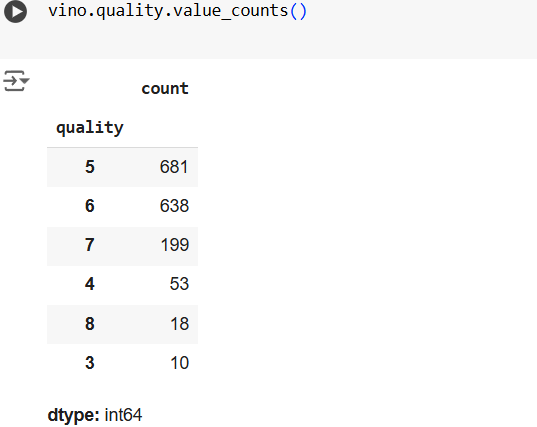 vino.quality.value_counts()
count
quality
5 681
6 638
7 199
4 53
8 18
3 10
dtype: int64